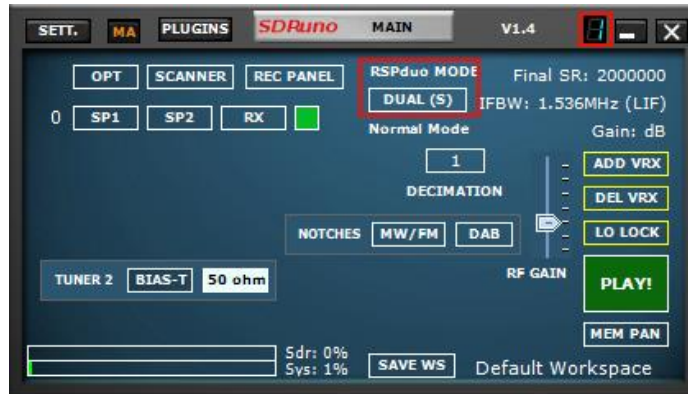 SETT. MA PLUGINS SDRuno MAIN V1.4 1
OPT SCANNER REC PANEL RSPduo MODE Final SR: 2000000
DUAL (S) IFBW: 1.536MHz (LIF)
0 SP1 SP2 RX Normal Mode Gain: dB
1 ADD VRX
DECIMATION DEL VRX
NOTCHES MW/FM DAB LO LOCK
TUNER 2 BIAS-T 50 ohm RF GAIN PLAY!
MEM PAN
Sdr: 0%
Sys: 1% SAVE WS Default Workspace